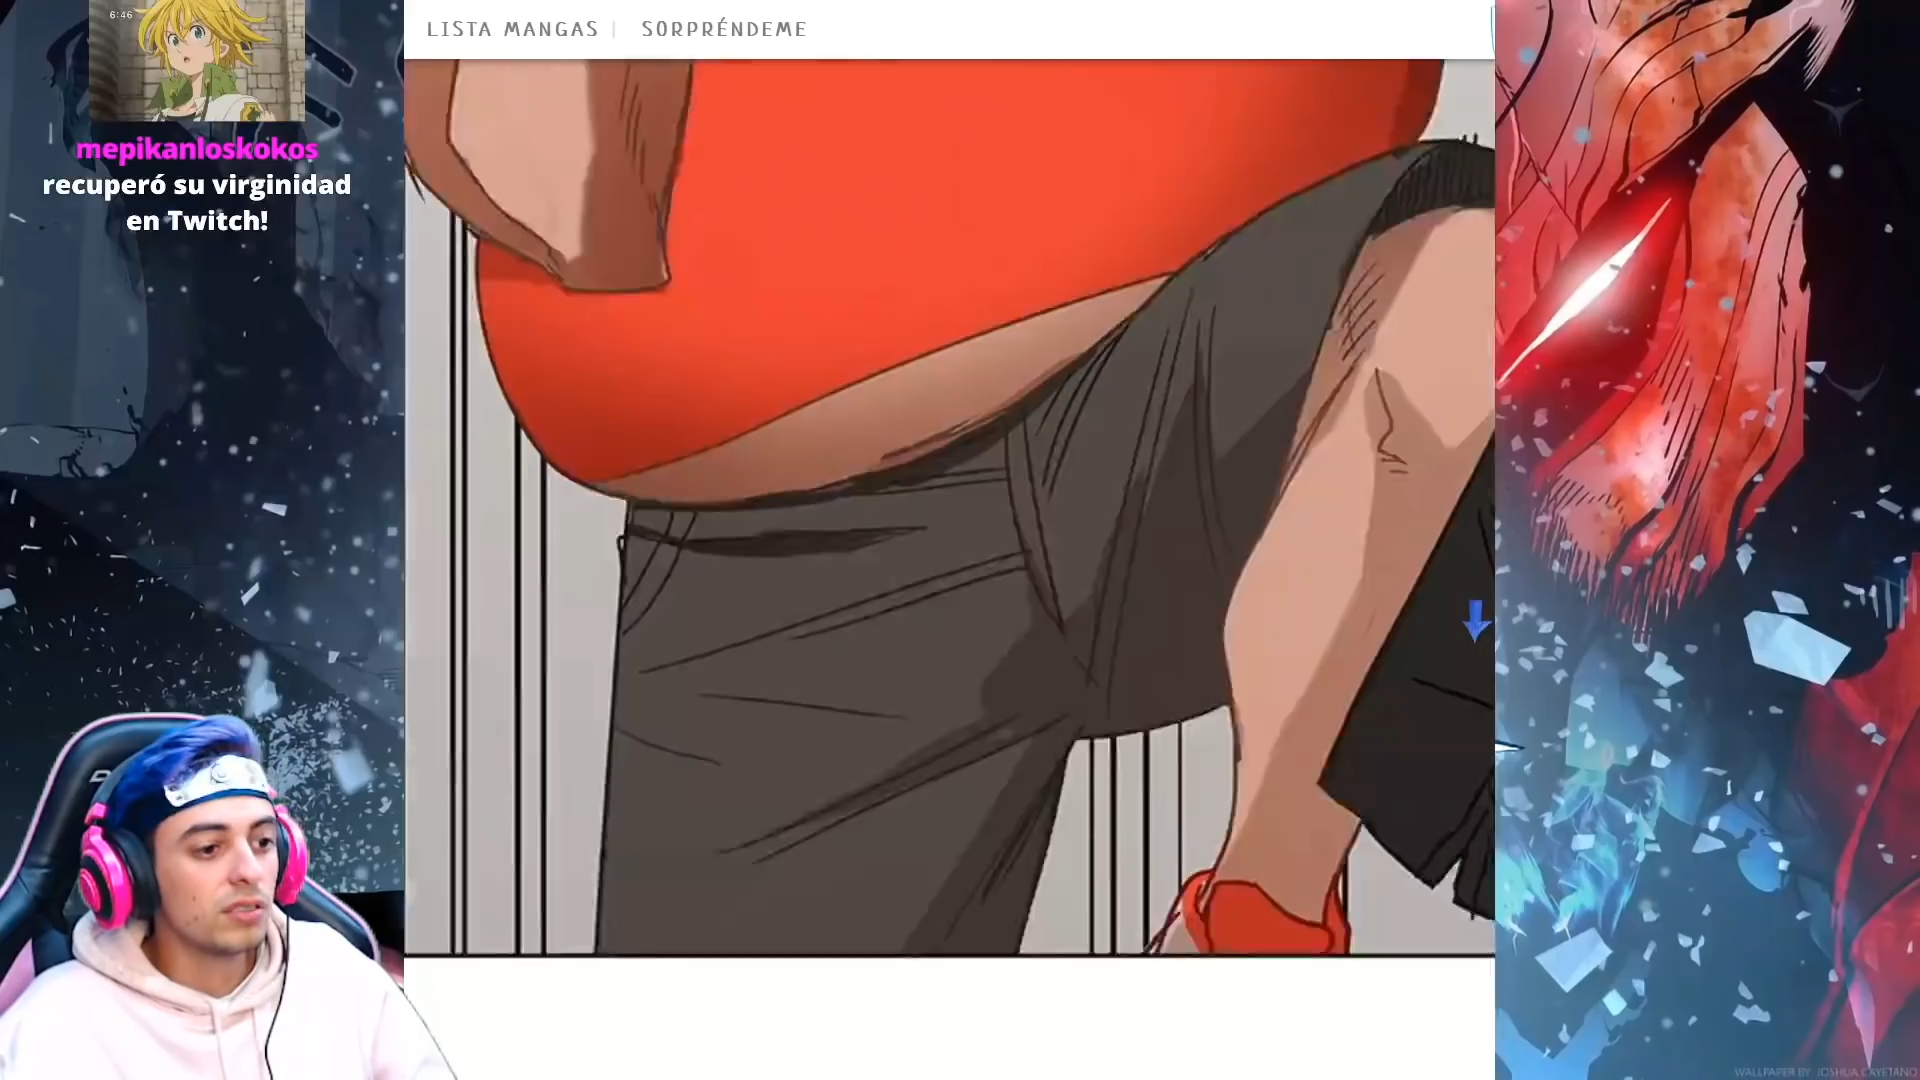 6:46
LISTA MANGAS | SORPRÉNDEME
mepikanloskokos
recuperó su virginidad
en Twitch!
WALLPAPER BY: JOSHUA CAYETANO